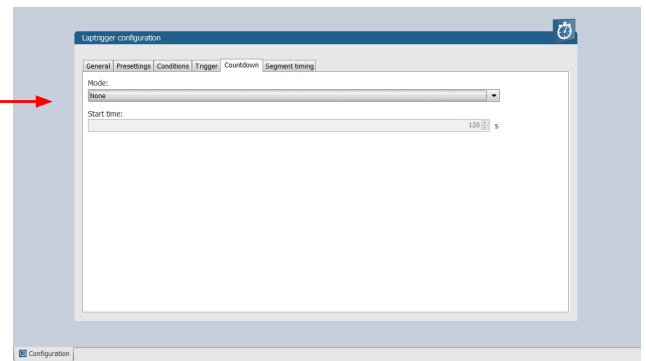 Laptrigger configuration
General Presettings Conditions Trigger Countdown Segment timing
Mode:
None
Start time:
120 s
Configuration